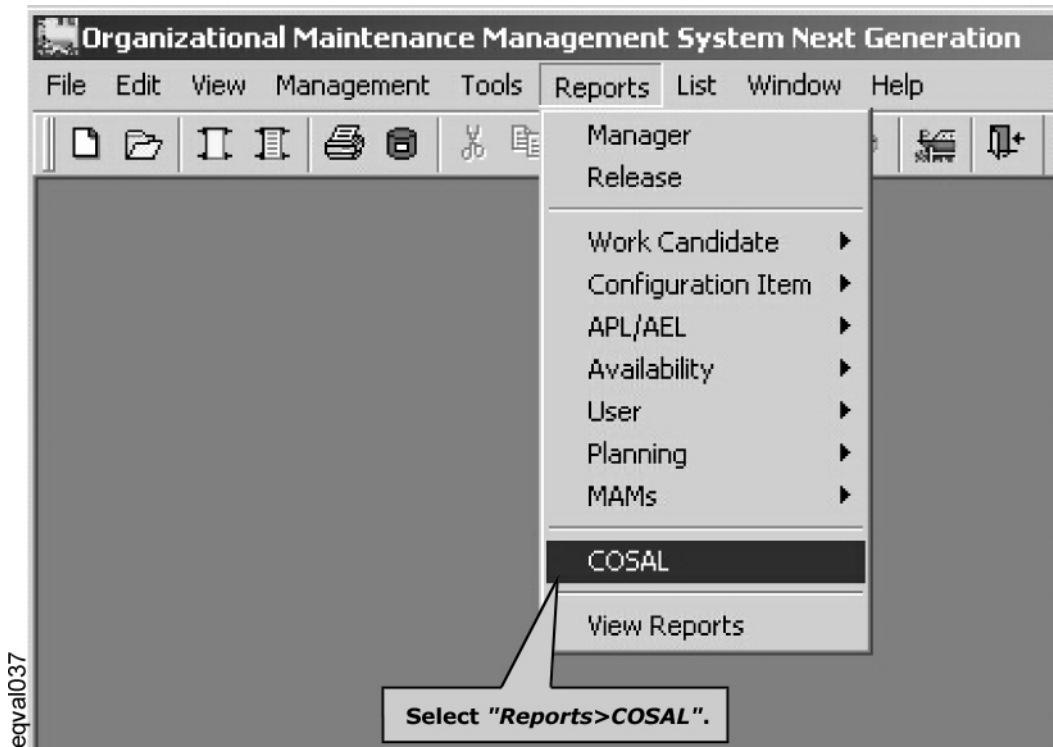 Organizational Maintenance Management System Next Generation
File Edit View Management Tools Reports List Window Help
Manager
Release
Work Candidate
Configuration Item
APL/AEL
Availability
User
Planning
MAMs
COSAL
View Reports
Select "Reports>COSAL".
eqval037